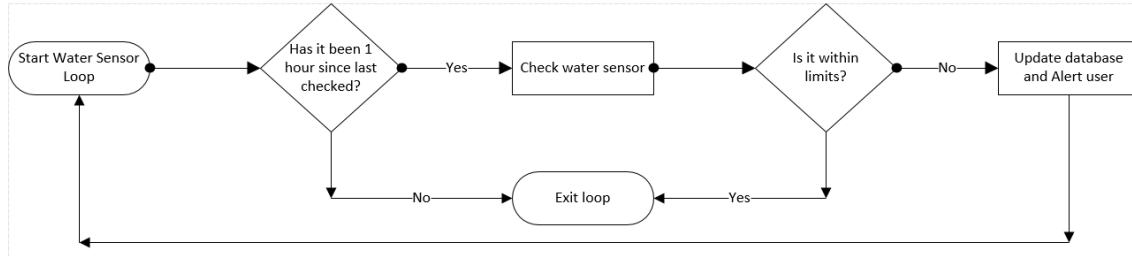 Start Water Sensor
Loop
Has it been 1
hour since last
checked?
Yes
Check water sensor
Is it within
limits?
No
Update database
and Alert user
No
Exit loop
Yes